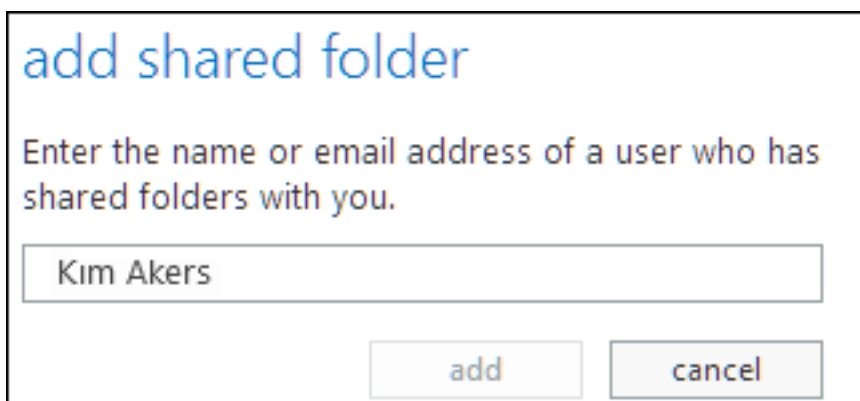 add shared folder
Enter the name or email address of a user who has
shared folders with you.
Kim Akers
add
cancel